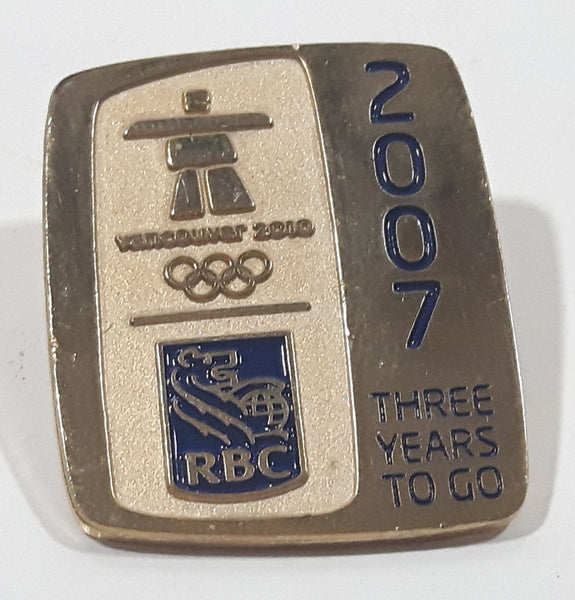 vancouver 2010
RBC
2007
THREE
YEARS
TO GO